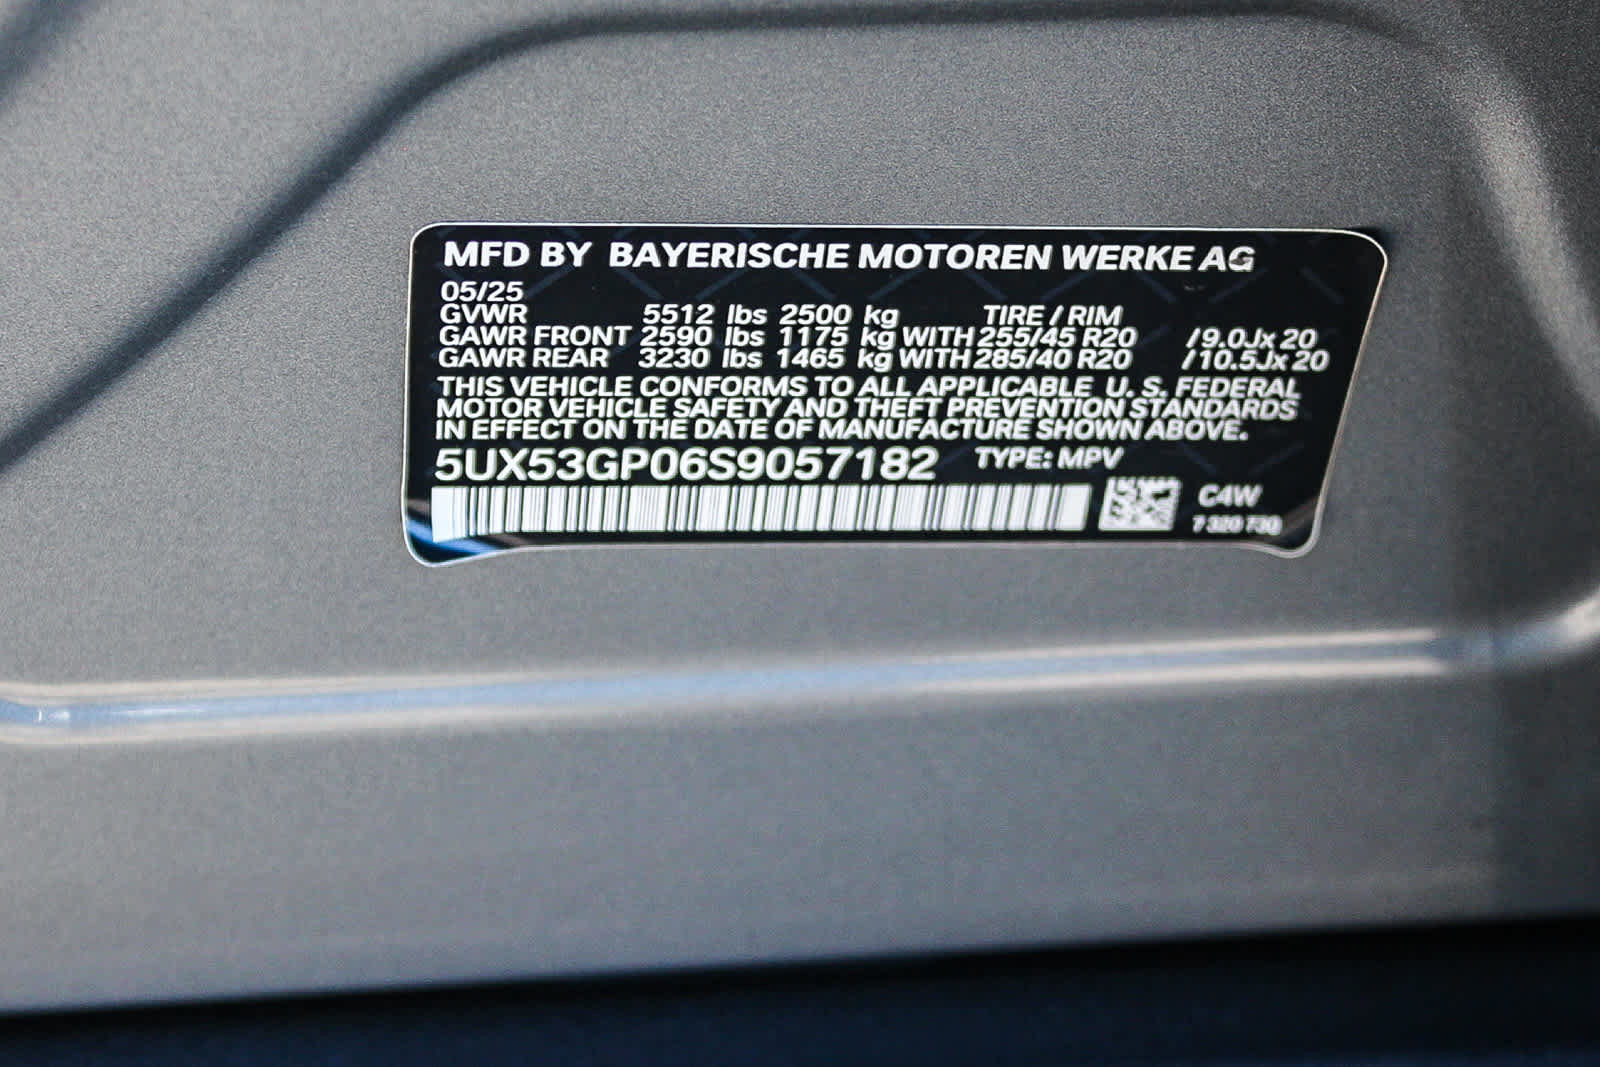 MFD BY BAYERISCHE MOTOREN WERKE AG
05/25
GVWR 5512 lbs 2500 kg TIRE / RIM
GAWR FRONT 2590 lbs 1175 kg WITH 255/45 R20 / 9.0Jx 20
GAWR REAR 3230 lbs 1465 kg WITH 285/40 R20 / 10.5Jx 20
THIS VEHICLE CONFORMS TO ALL APPLICABLE U. S. FEDERAL
MOTOR VEHICLE SAFETY AND THEFT PREVENTION STANDARDS
IN EFFECT ON THE DATE OF MANUFACTURE SHOWN ABOVE.
5UX53GP06S9057182 TYPE: MPV
C4W
7 320 730